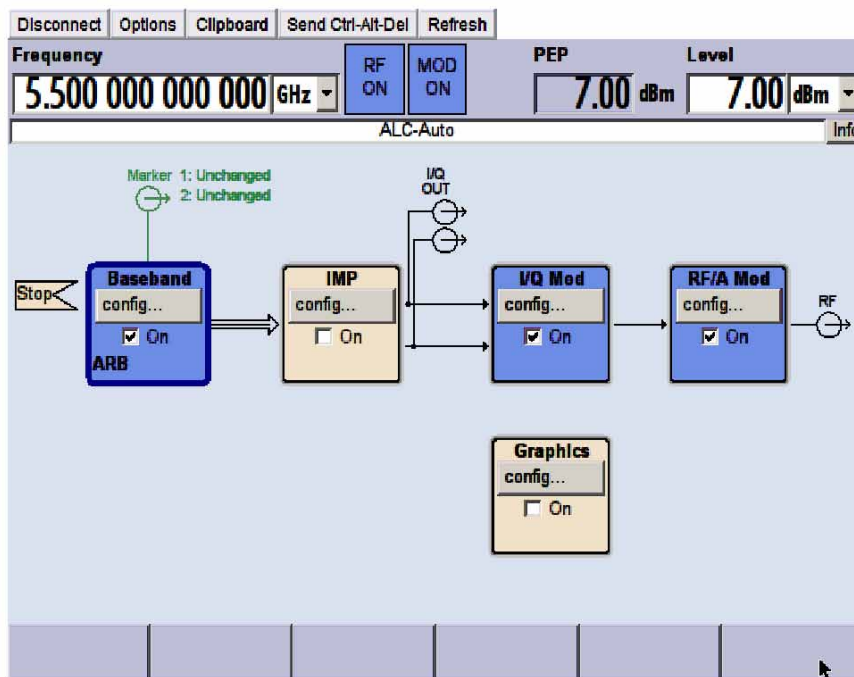 Disconnect Options Clipboard Send Ctrl-Alt-Del Refresh
Frequency PEP Level
5.500 000 000 000 GHz RF ON MOD ON 7.00 dBm 7.00 dBm
ALC-Auto Info
Marker 1: Unchanged
2: Unchanged
I/Q
OUT
Stop
Baseband IMP I/Q Mod RF/A Mod
config... config... config... config... RF
On On On On
ARB
Graphics
config...
On